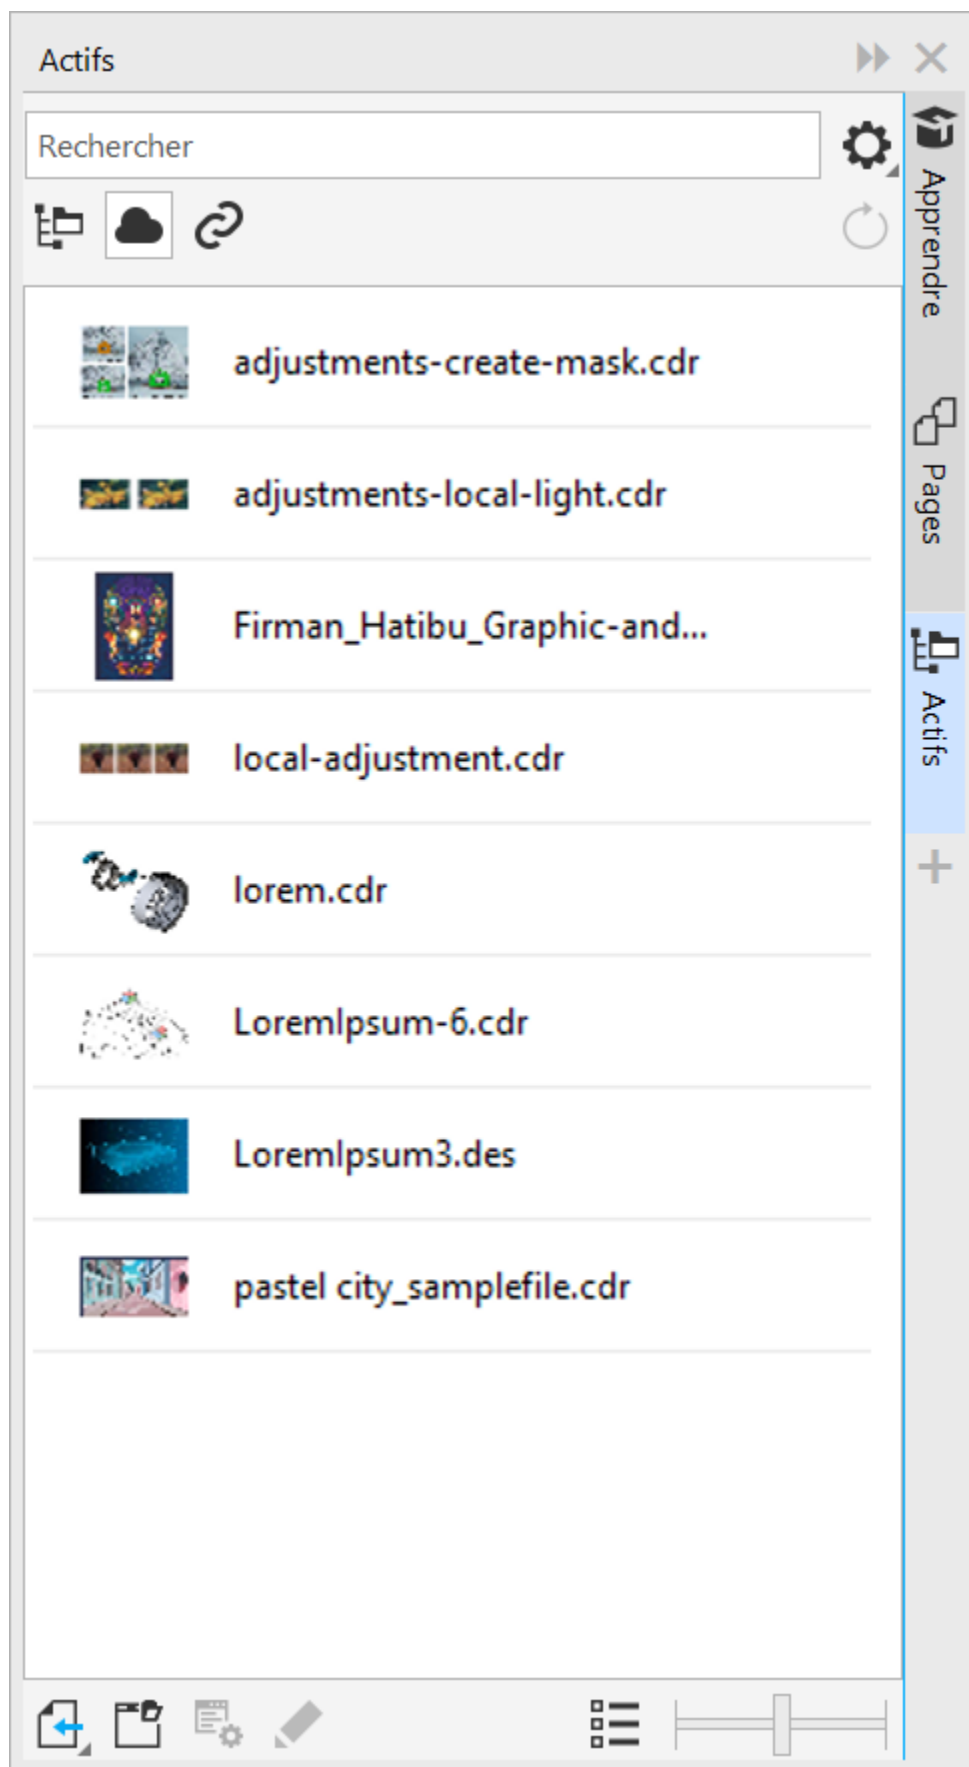 Actifs
Rechercher
adjustments-create-mask.cdr
adjustments-local-light.cdr
Firman_Hatibu_Graphic-and...
local-adjustment.cdr
lorem.cdr
LoremIpsum-6.cdr
LoremIpsum3.des
pastel city_samplefile.cdr
Apprendre
Pages
Actifs